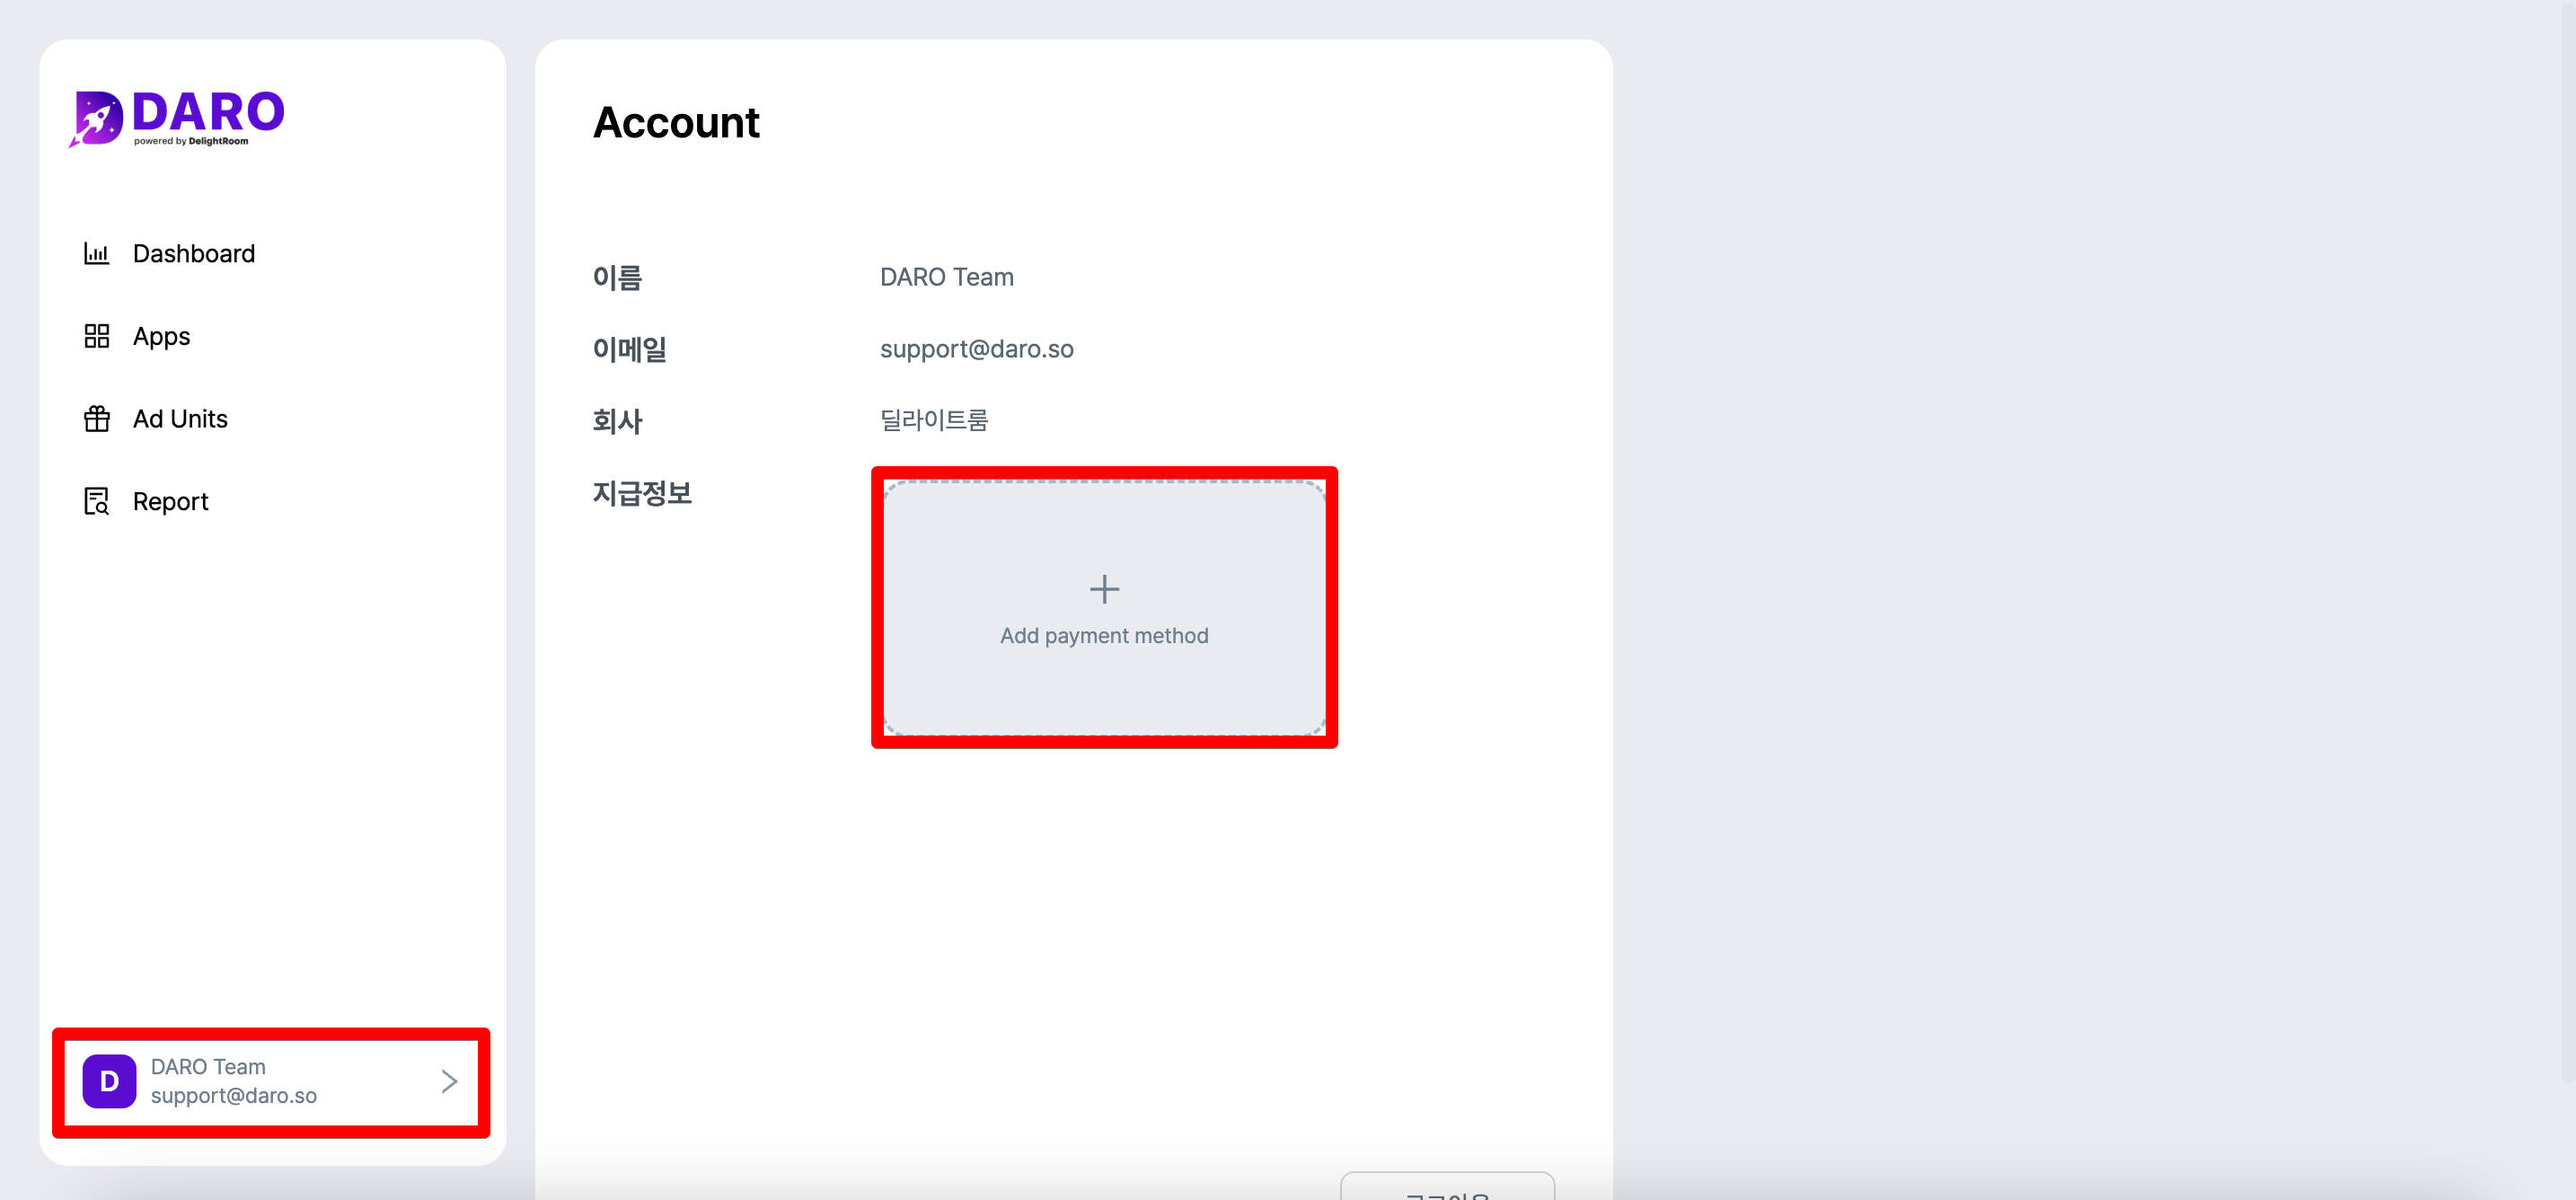 DARO
powered by DelightRoom
Dashboard
Apps
Ad Units
Report
D
DARO Team
support@daro.so
Account
이름 DARO Team
이메일 support@daro.so
회사 딜라이트룸
지급정보
Add payment method